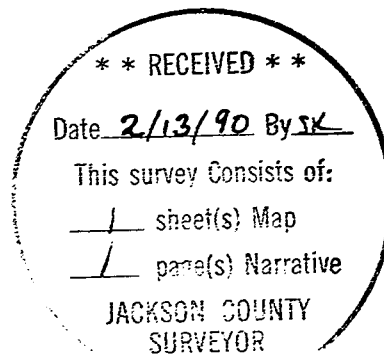 * * RECEIVED * *
Date 2/13/90 By SK
This survey Consists of:
1 sheet(s) Map
1 page(s) Narrative
JACKSON COUNTY
SURVEYOR